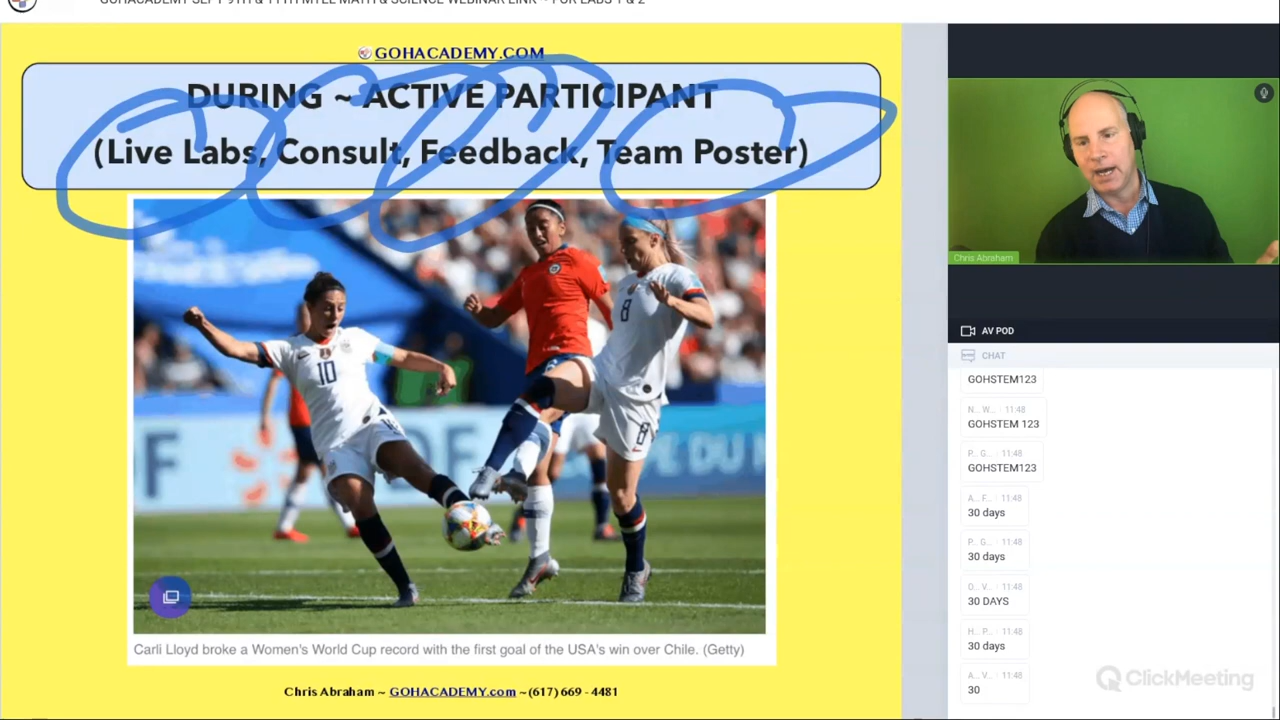 GOHACADEMY SEPT 9TH & 11TH MTEL MATH & SCIENCE WEBINAR LINK ~ FOR LABS 1 & 2
GOHACADEMY.COM
DURING ~ ACTIVE PARTICIPANT
(Live Labs, Consult, Feedback, Team Poster)
10
8
8
Carli Lloyd broke a Women's World Cup record with the first goal of the USA's win over Chile. (Getty)
Chris Abraham ~ GOHACADEMY.com ~(617) 669 - 4481
Chris Abraham
AV POD
CHAT
GOHSTEM123
N... W... 11:48
GOHSTEM 123
P... G... 11:48
GOHSTEM123
A... F... 11:48
30 days
P... G... 11:48
30 days
D... V... 11:48
30 DAYS
H... P... 11:48
30 days
A... V... 11:48
30
ClickMeeting